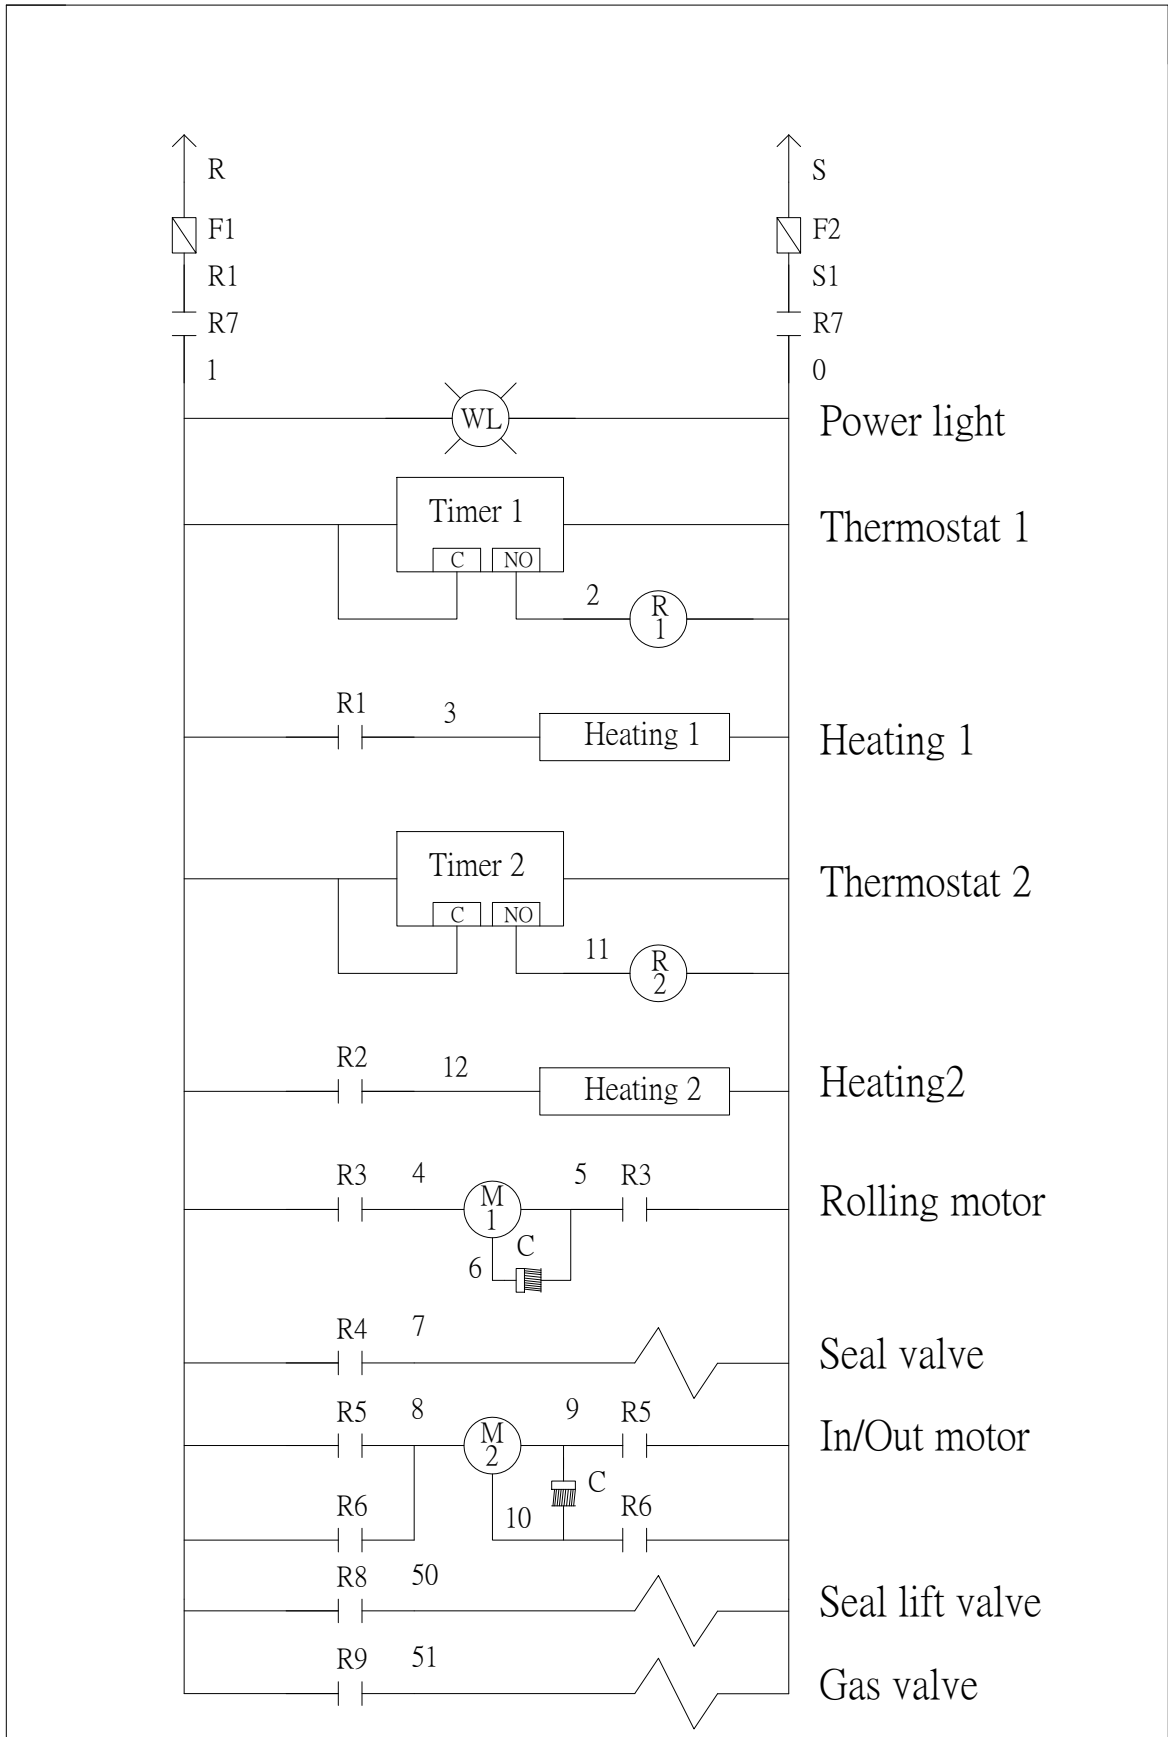 R S
F1 F2
R1 S1
R7 R7
1 0
WL Power light
Timer 1 Thermostat 1
C NO
2 R
1
R1 3 Heating 1 Heating 1
Timer 2 Thermostat 2
C NO
11 R
2
R2 12 Heating 2 Heating2
R3 4 M
1 5 R3 Rolling motor
6 C
R4 7 Seal valve
R5 8 M
2 9 R5 In/Out motor
C
R6 10 R6
R8 50 Seal lift valve
R9 51 Gas valve